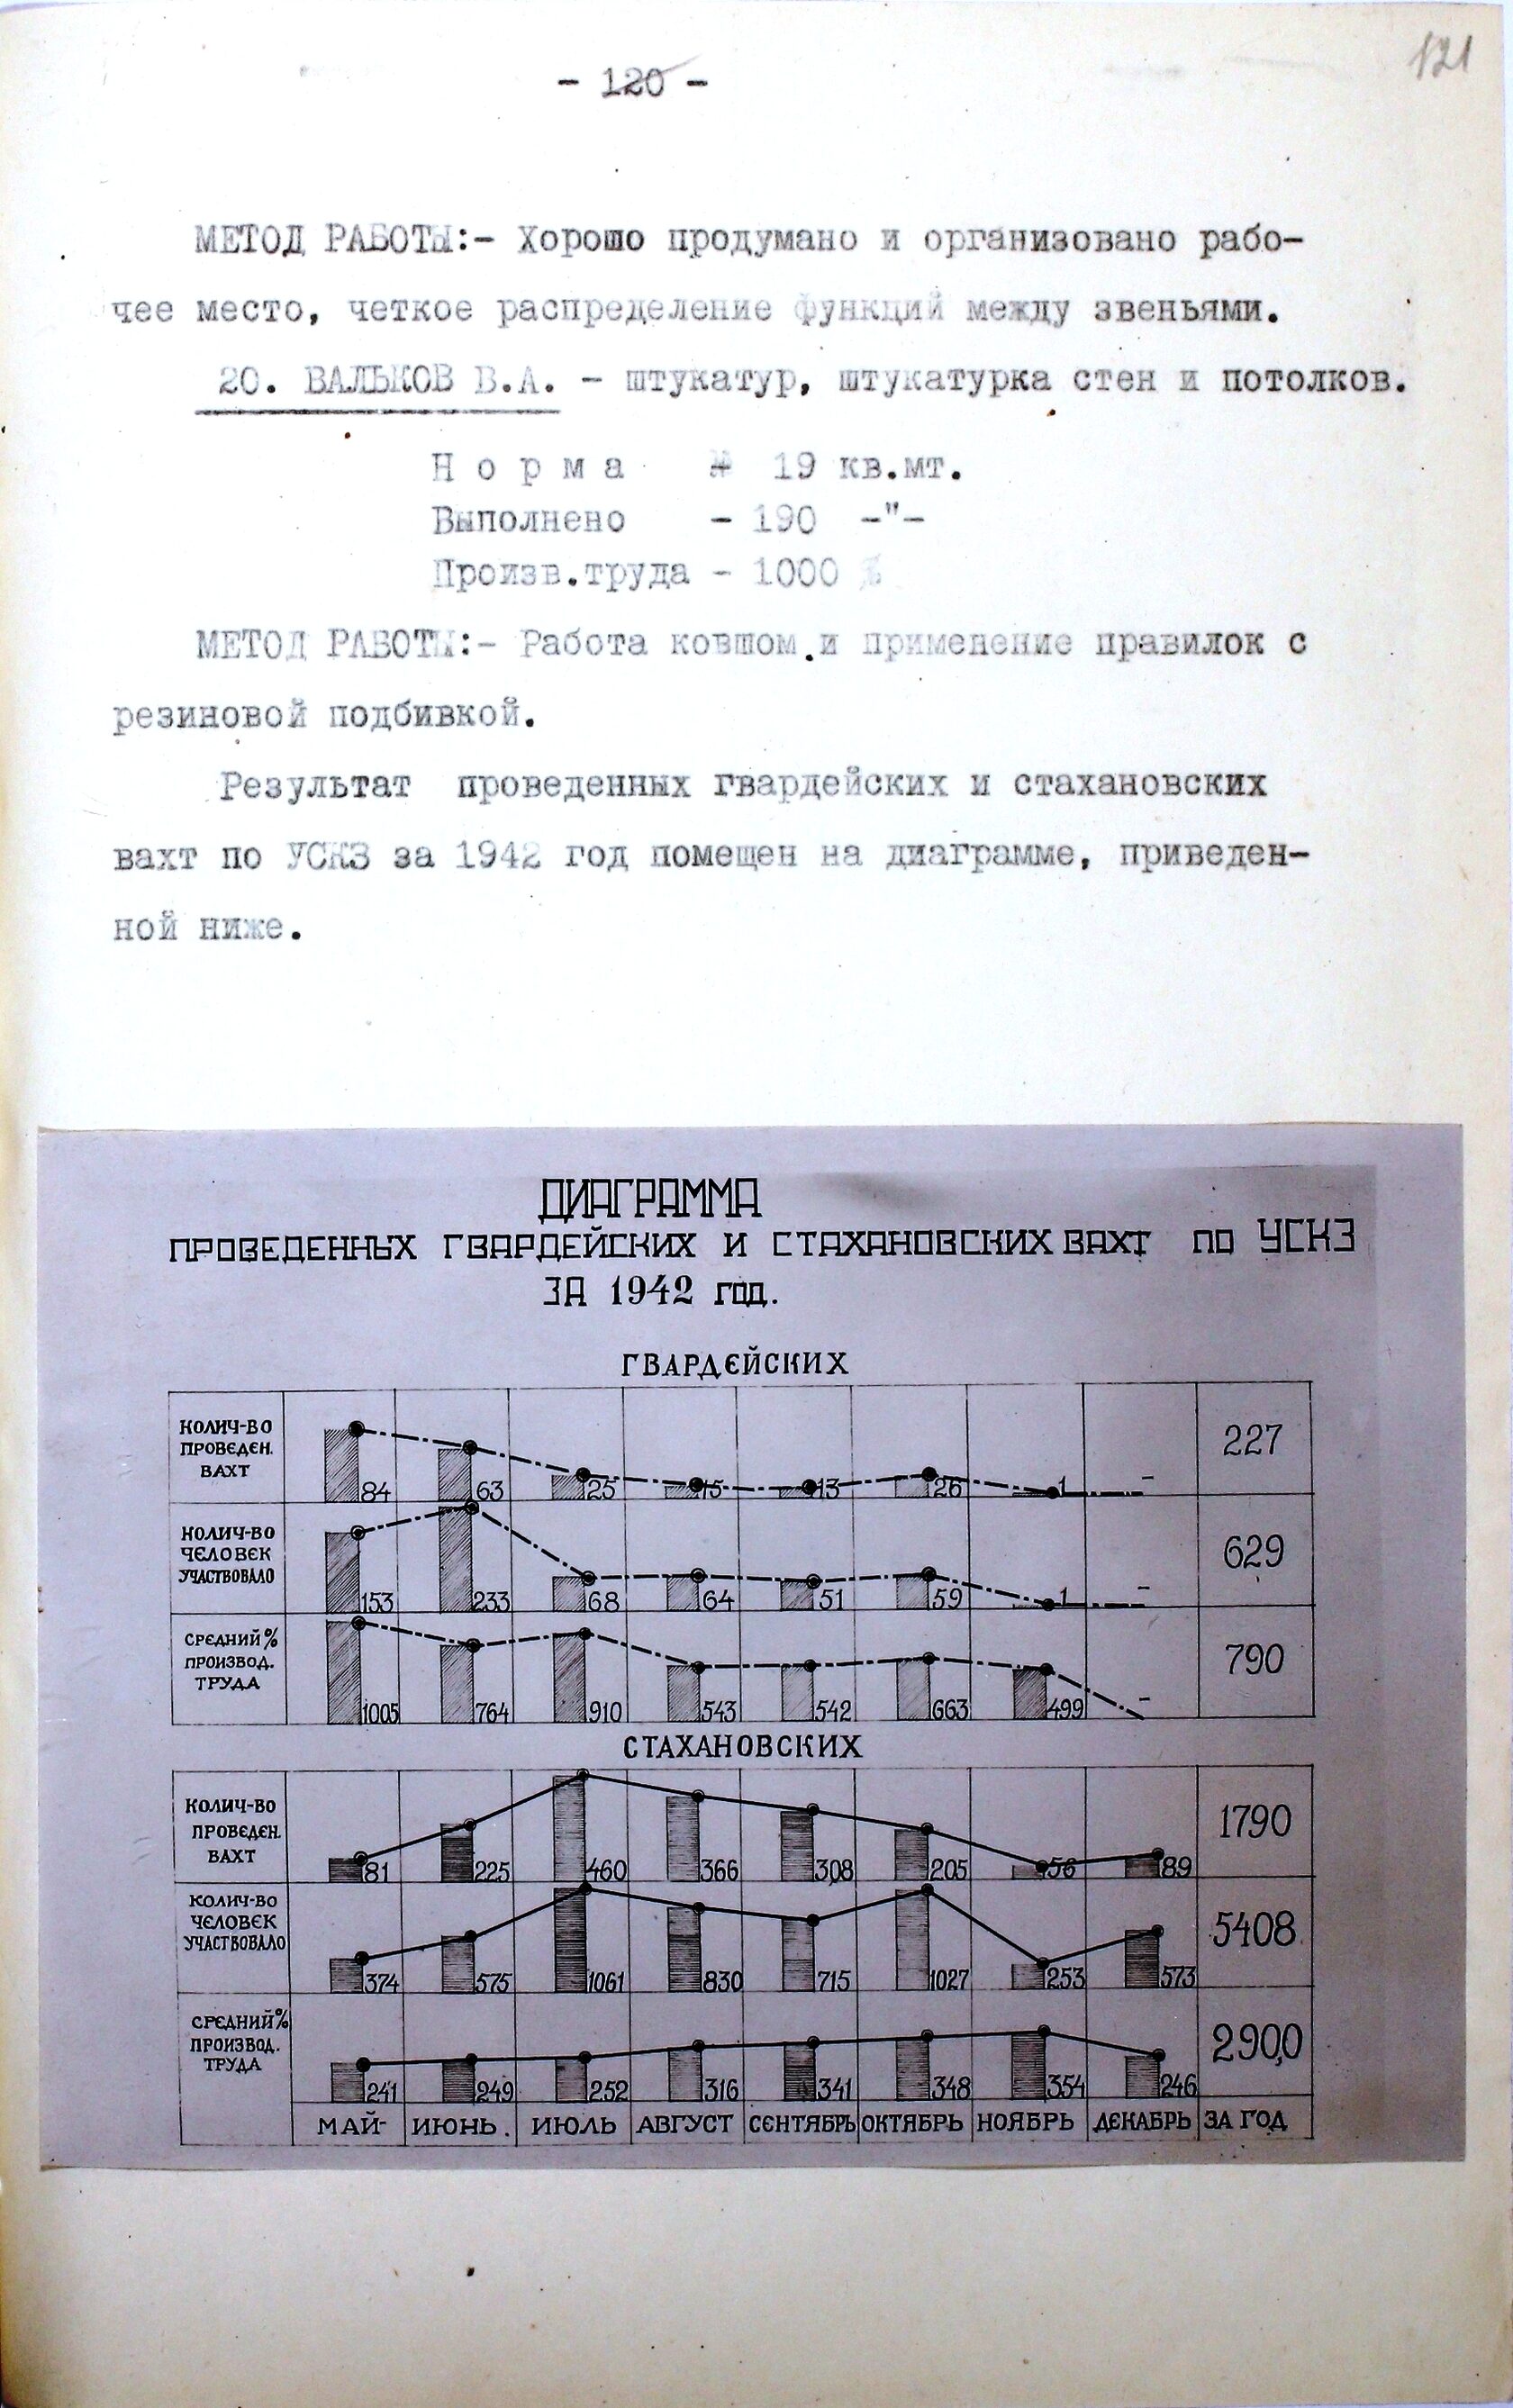 121
- 120 -
МЕТОД РАБОТЫ:- Хорошо продумано и организовано рабо-
чее место, четкое распределение функций между звеньями.
20. ВАЛЬКОВ В.А. - штукатур, штукатурка стен и потолков.
Норма - 19 кв.мт.
Выполнено - 190 -"-
Произв.труда - 1000 %
МЕТОД РАБОТЫ:- Работа ковшом.и применение правилок с
резиновой подбивкой.
Результат проведенных гвардейских и стахановских
вахт по УСКЗ за 1942 год помещен на диаграмме, приведен-
ной ниже.
ДИАГРАММА
ПРОВЕДЕННЫХ ГВАРДЕЙСКИХ И СТАХАНОВСКИХ ВАХТ ПО УСКЗ
ЗА 1942 ГОД.
ГВАРДЕЙСКИХ
КОЛИЧ-ВО
ПРОВЕДЕН.
ВАХТ
84 63 25 15 13 26 1 - 227
КОЛИЧ-ВО
ЧЕЛОВЕК
УЧАСТВОВАЛО
153 233 68 64 51 59 1 - 629
СРЕДНИЙ %
ПРОИЗВОД.
ТРУДА
1005 764 910 543 542 663 499 - 790
СТАХАНОВСКИХ
КОЛИЧ-ВО
ПРОВЕДЕН.
ВАХТ
81 225 460 366 308 205 56 89 1790
КОЛИЧ-ВО
ЧЕЛОВЕК
УЧАСТВОВАЛО
374 575 1061 830 715 1027 253 573 5408
СРЕДНИЙ %
ПРОИЗВОД.
ТРУДА
241 249 252 316 341 348 354 246 290,0
МАЙ- ИЮНЬ. ИЮЛЬ АВГУСТ СЕНТЯБРЬ ОКТЯБРЬ НОЯБРЬ ДЕКАБРЬ ЗА ГОД